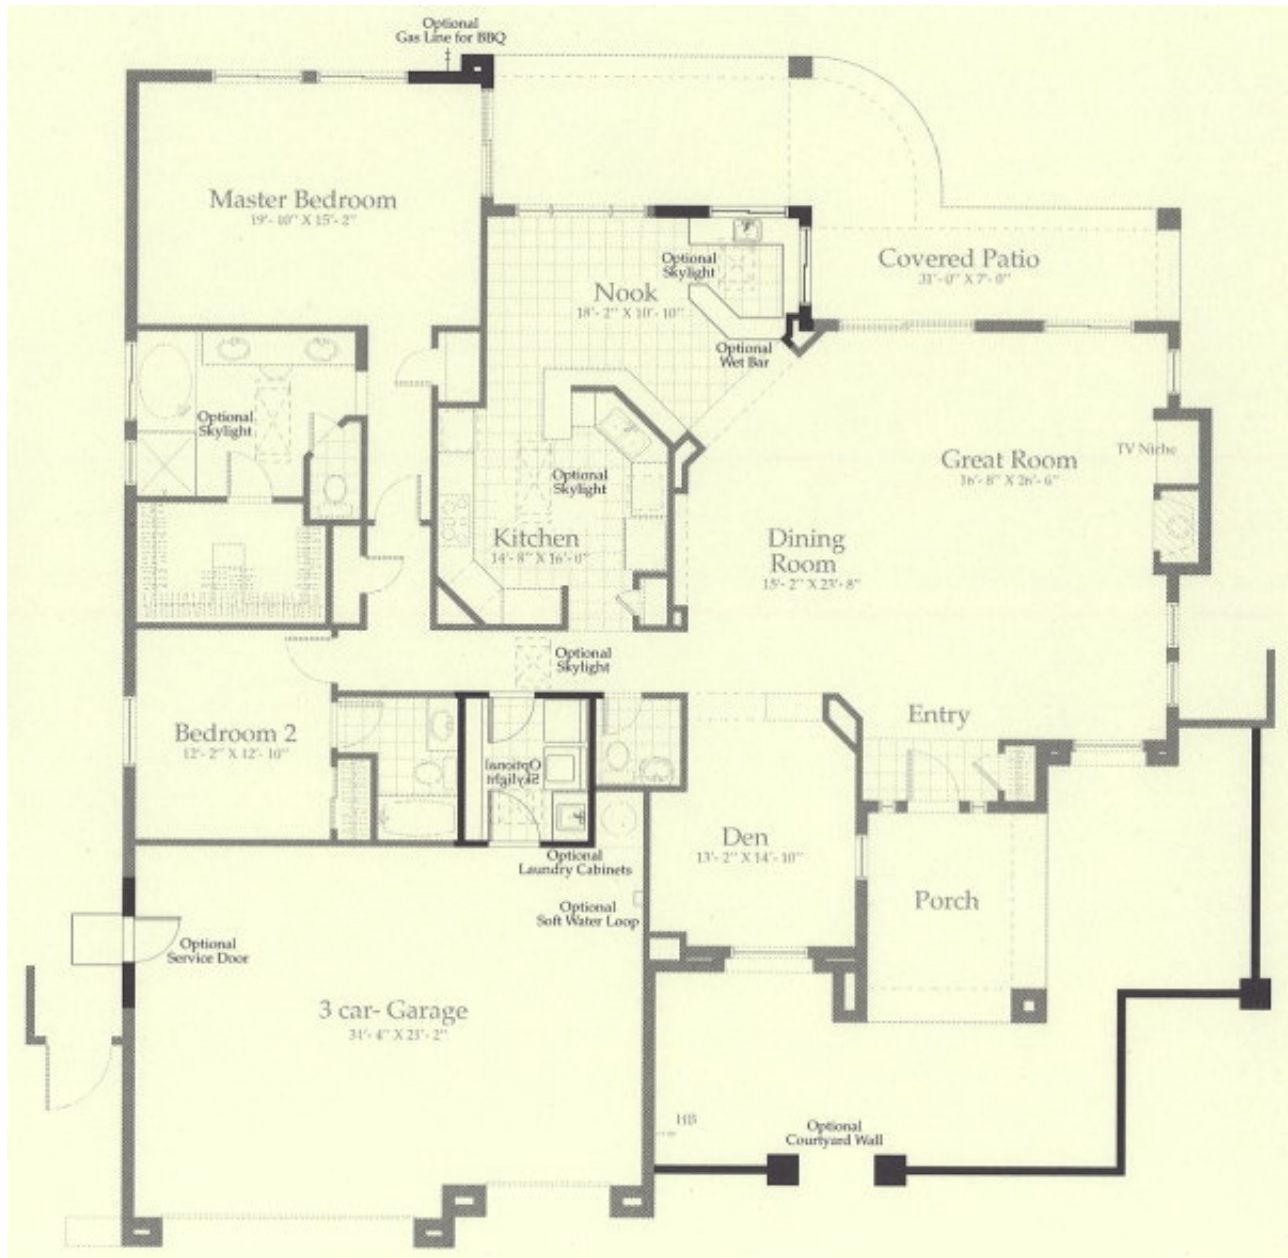 Optional
Gas Line for BBQ
Master Bedroom
19'- 10" X 15'- 2"
Optional
Skylight
Nook
18'- 2" X 10'- 10"
Covered Patio
31'- 0" X 7'- 0"
Optional
Wet Bar
Optional
Skylight
Great Room
16'- 8" X 26'- 6"
TV Niche
Optional
Skylight
Kitchen
14'- 8" X 16'- 0"
Dining
Room
15'- 2" X 23'- 8"
Optional
Skylight
Bedroom 2
12'- 2" X 12'- 10"
Entry
Optional
Skylight
Den
13'- 2" X 14'- 10"
Optional
Laundry Cabinets
Optional
Soft Water Loop
Porch
Optional
Service Door
3 car- Garage
31'- 4" X 21'- 2"
HB
Optional
Courtyard Wall